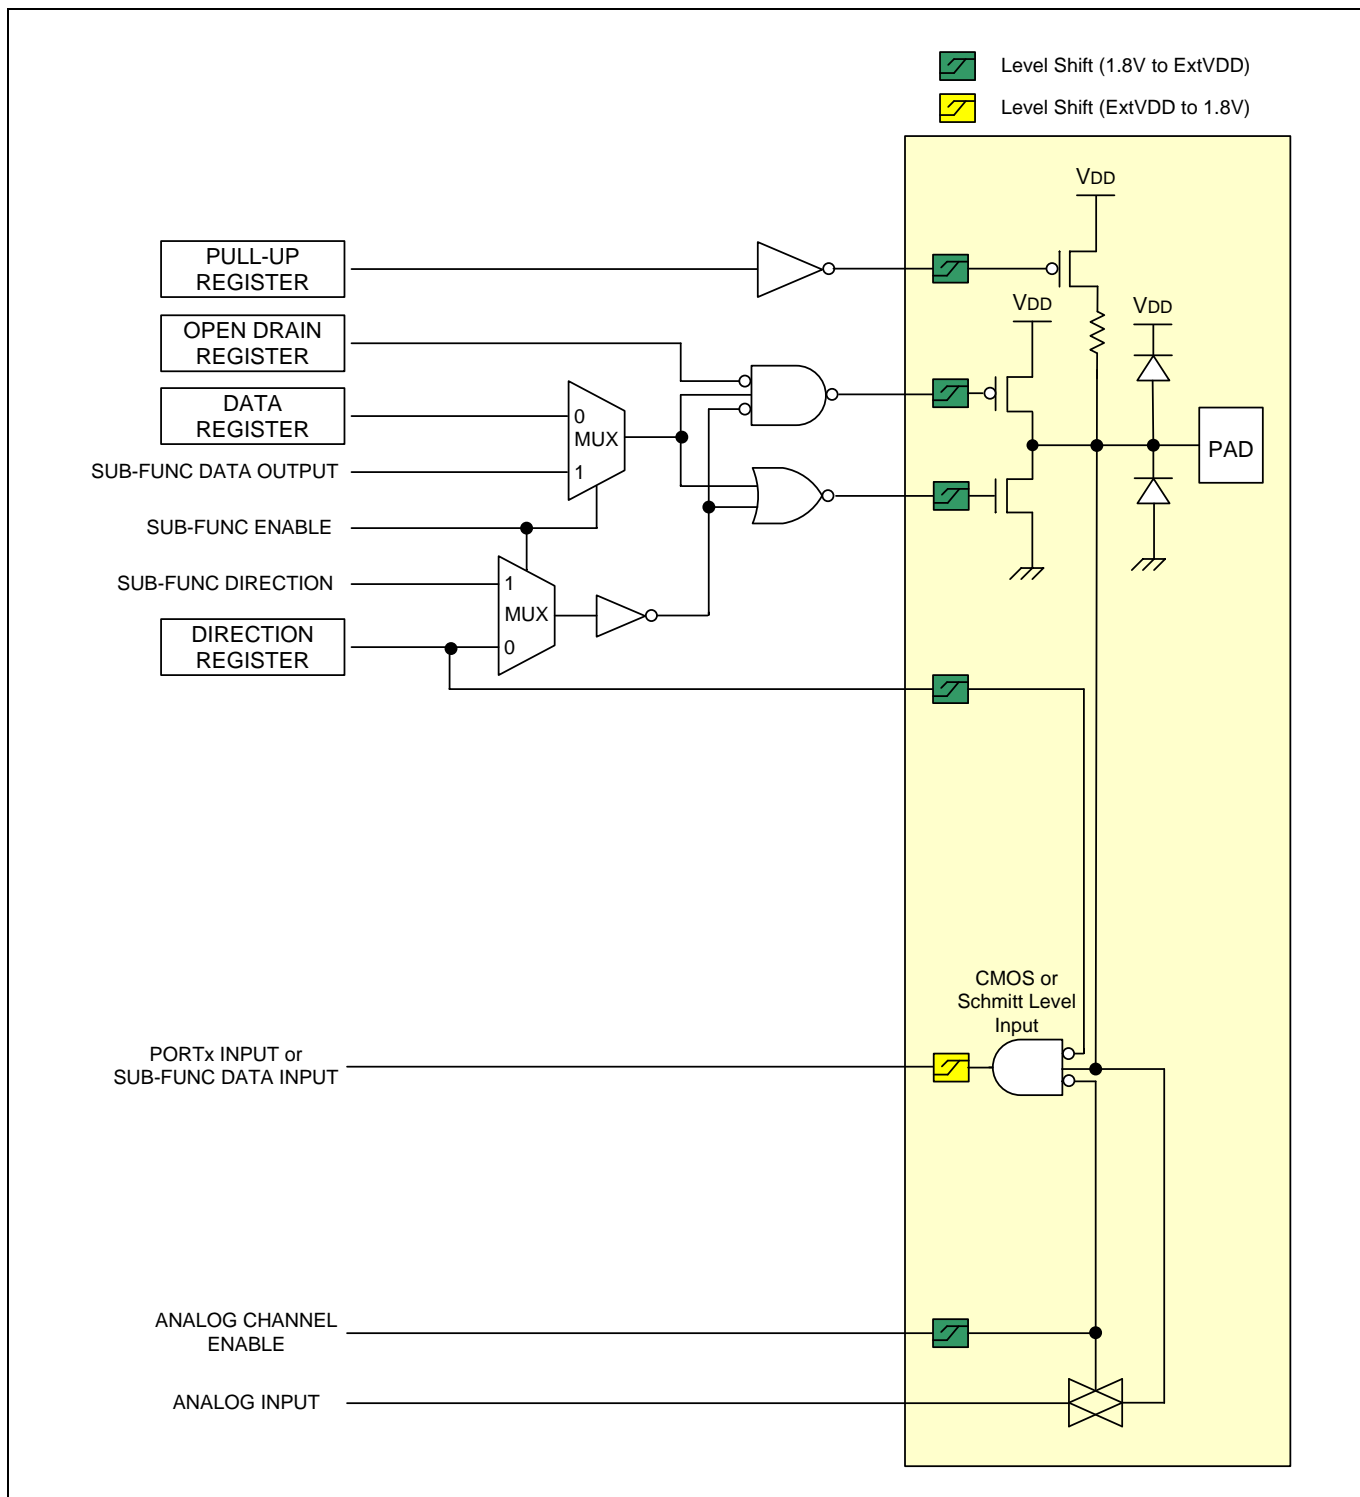 Level Shift (1.8V to ExtVDD)
Level Shift (ExtVDD to 1.8V)
VDD
PULL-UP
REGISTER
VDD
VDD
OPEN DRAIN
REGISTER
DATA
REGISTER
0
MUX
1
SUB-FUNC DATA OUTPUT
PAD
SUB-FUNC ENABLE
SUB-FUNC DIRECTION
1
MUX
0
DIRECTION
REGISTER
CMOS or
Schmitt Level
Input
PORTx INPUT or
SUB-FUNC DATA INPUT
ANALOG CHANNEL
ENABLE
ANALOG INPUT